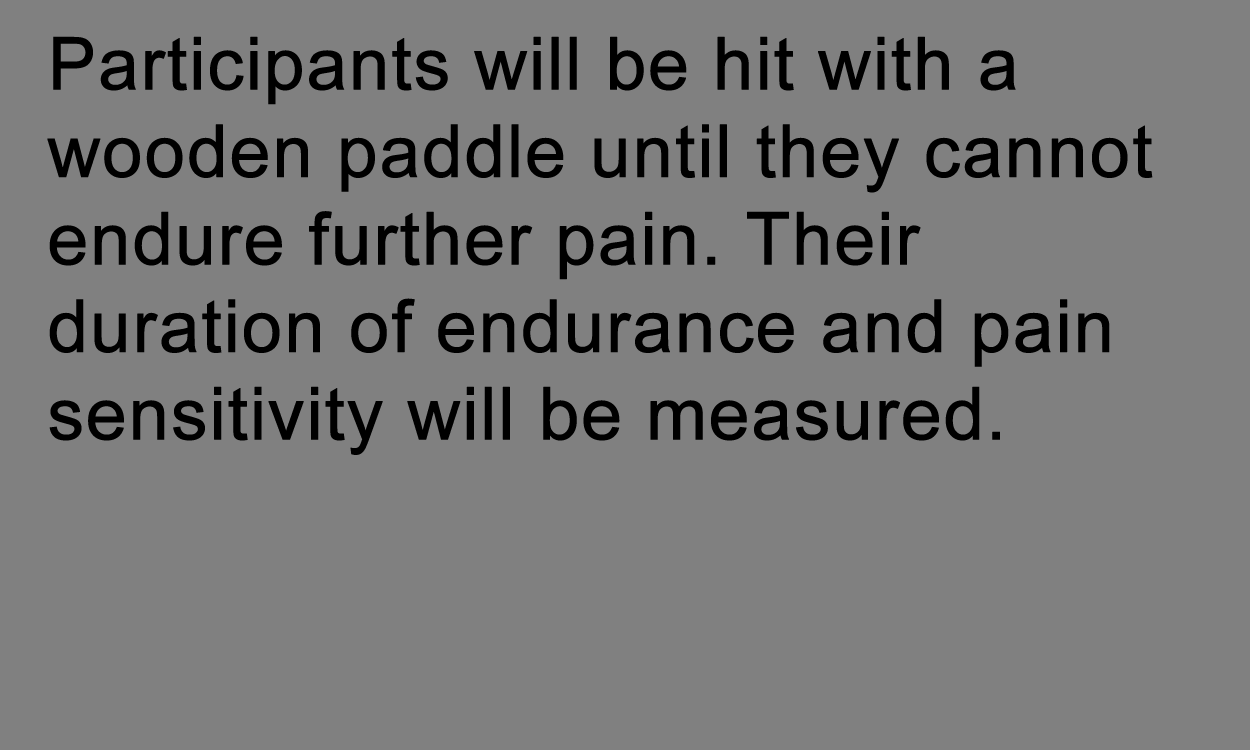 Participants will be hit with a
wooden paddle until they cannot
endure further pain. Their
duration of endurance and pain
sensitivity will be measured.